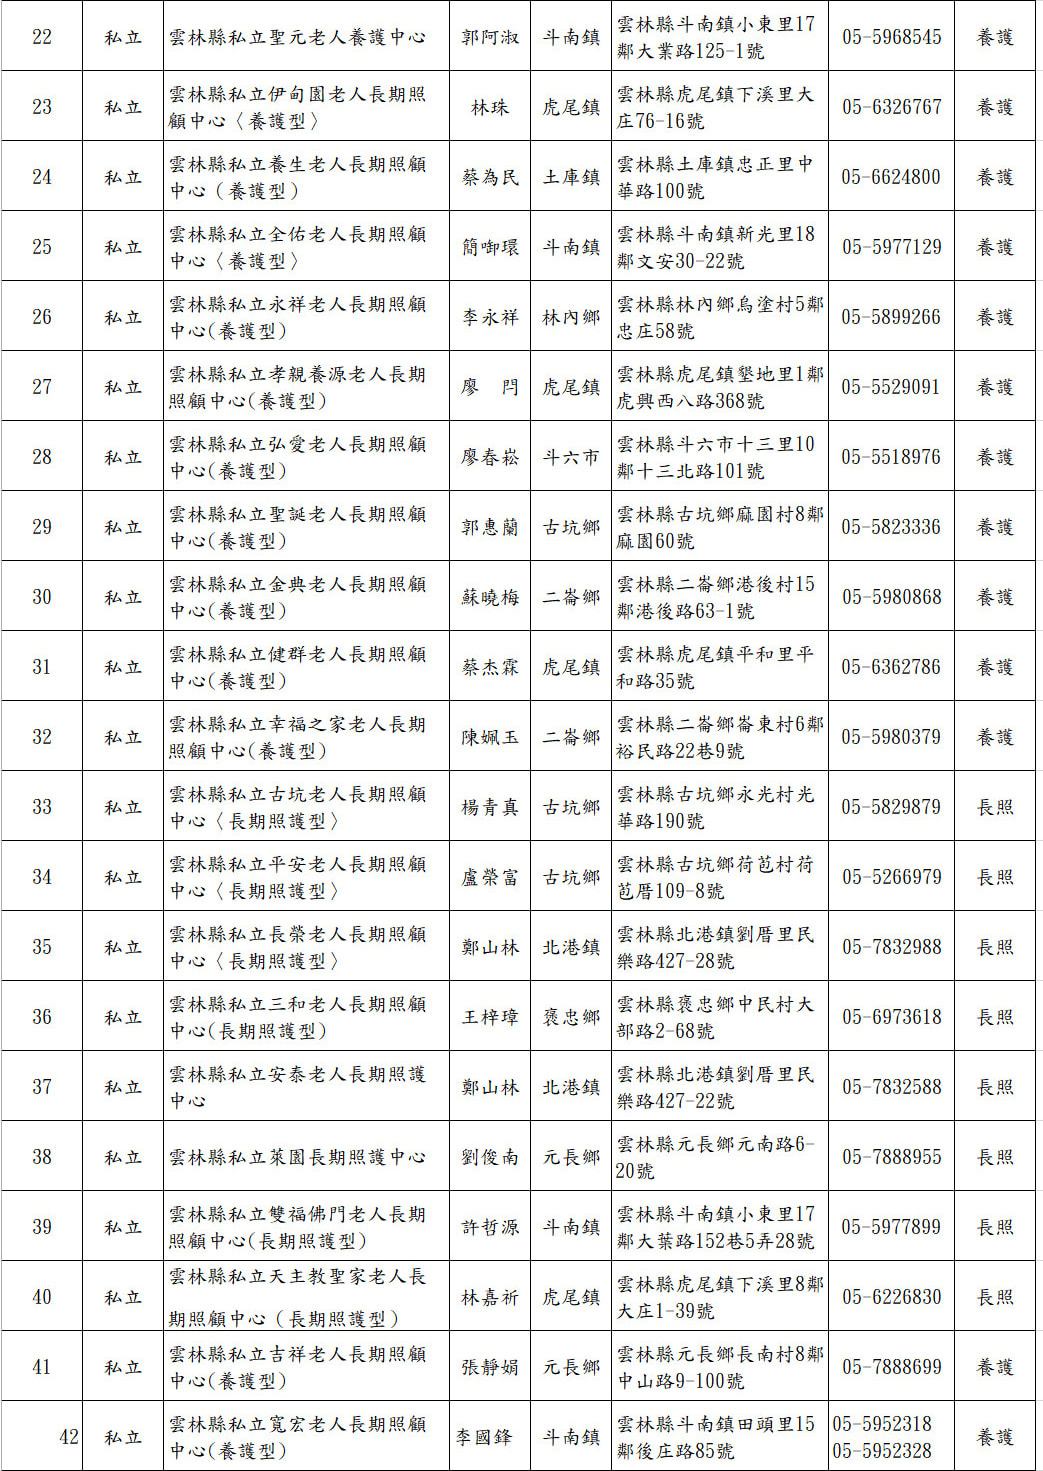 22 私立 雲林縣私立聖元老人養護中心 郭阿淑 斗南鎮 雲林縣斗南鎮小東里17
鄰大業路125-1號 05-5968545 養護
23 私立 雲林縣私立伊甸園老人長期照
顧中心〈養護型〉 林珠 虎尾鎮 雲林縣虎尾鎮下溪里大
庄76-16號 05-6326767 養護
24 私立 雲林縣私立養生老人長期照顧
中心（養護型） 蔡為民 土庫鎮 雲林縣土庫鎮忠正里中
華路100號 05-6624800 養護
25 私立 雲林縣私立全佑老人長期照顧
中心〈養護型〉 簡啣環 斗南鎮 雲林縣斗南鎮新光里18
鄰文安30-22號 05-5977129 養護
26 私立 雲林縣私立永祥老人長期照顧
中心(養護型) 李永祥 林內鄉 雲林縣林內鄉烏塗村5鄰
忠庄58號 05-5899266 養護
27 私立 雲林縣私立孝親養源老人長期
照顧中心(養護型) 廖　閂 虎尾鎮 雲林縣虎尾鎮墾地里1鄰
虎興西八路368號 05-5529091 養護
28 私立 雲林縣私立弘愛老人長期照顧
中心(養護型) 廖春崧 斗六市 雲林縣斗六市十三里10
鄰十三北路101號 05-5518976 養護
29 私立 雲林縣私立聖誕老人長期照顧
中心(養護型) 郭惠蘭 古坑鄉 雲林縣古坑鄉麻園村8鄰
麻園60號 05-5823336 養護
30 私立 雲林縣私立金典老人長期照顧
中心(養護型) 蘇曉梅 二崙鄉 雲林縣二崙鄉港後村15
鄰港後路63-1號 05-5980868 養護
31 私立 雲林縣私立健群老人長期照顧
中心(養護型) 蔡杰霖 虎尾鎮 雲林縣虎尾鎮平和里平
和路35號 05-6362786 養護
32 私立 雲林縣私立幸福之家老人長期
照顧中心(養護型) 陳姵玉 二崙鄉 雲林縣二崙鄉崙東村6鄰
裕民路22巷9號 05-5980379 養護
33 私立 雲林縣私立古坑老人長期照顧
中心〈長期照護型〉 楊青真 古坑鄉 雲林縣古坑鄉永光村光
華路190號 05-5829879 長照
34 私立 雲林縣私立平安老人長期照顧
中心〈長期照護型〉 盧榮富 古坑鄉 雲林縣古坑鄉荷苞村荷
苞厝109-8號 05-5266979 長照
35 私立 雲林縣私立長榮老人長期照顧
中心〈長期照護型〉 鄭山林 北港鎮 雲林縣北港鎮劉厝里民
樂路427-28號 05-7832988 長照
36 私立 雲林縣私立三和老人長期照顧
中心(長期照護型) 王梓璋 褒忠鄉 雲林縣褒忠鄉中民村大
部路2-68號 05-6973618 長照
37 私立 雲林縣私立安泰老人長期照護
中心 鄭山林 北港鎮 雲林縣北港鎮劉厝里民
樂路427-22號 05-7832588 長照
38 私立 雲林縣私立萊園長期照護中心 劉俊南 元長鄉 雲林縣元長鄉元南路6-
20號 05-7888955 長照
39 私立 雲林縣私立雙福佛門老人長期
照顧中心(長期照護型) 許哲源 斗南鎮 雲林縣斗南鎮小東里17
鄰大葉路152巷5弄28號 05-5977899 長照
40 私立 雲林縣私立天主教聖家老人長
期照顧中心（長期照護型） 林嘉祈 虎尾鎮 雲林縣虎尾鎮下溪里8鄰
大庄1-39號 05-6226830 長照
41 私立 雲林縣私立吉祥老人長期照顧
中心(養護型) 張靜娟 元長鄉 雲林縣元長鄉長南村8鄰
中山路9-100號 05-7888699 養護
42 私立 雲林縣私立寬宏老人長期照顧
中心(養護型) 李國鋒 斗南鎮 雲林縣斗南鎮田頭里15
鄰後庄路85號 05-5952318
05-5952328 養護